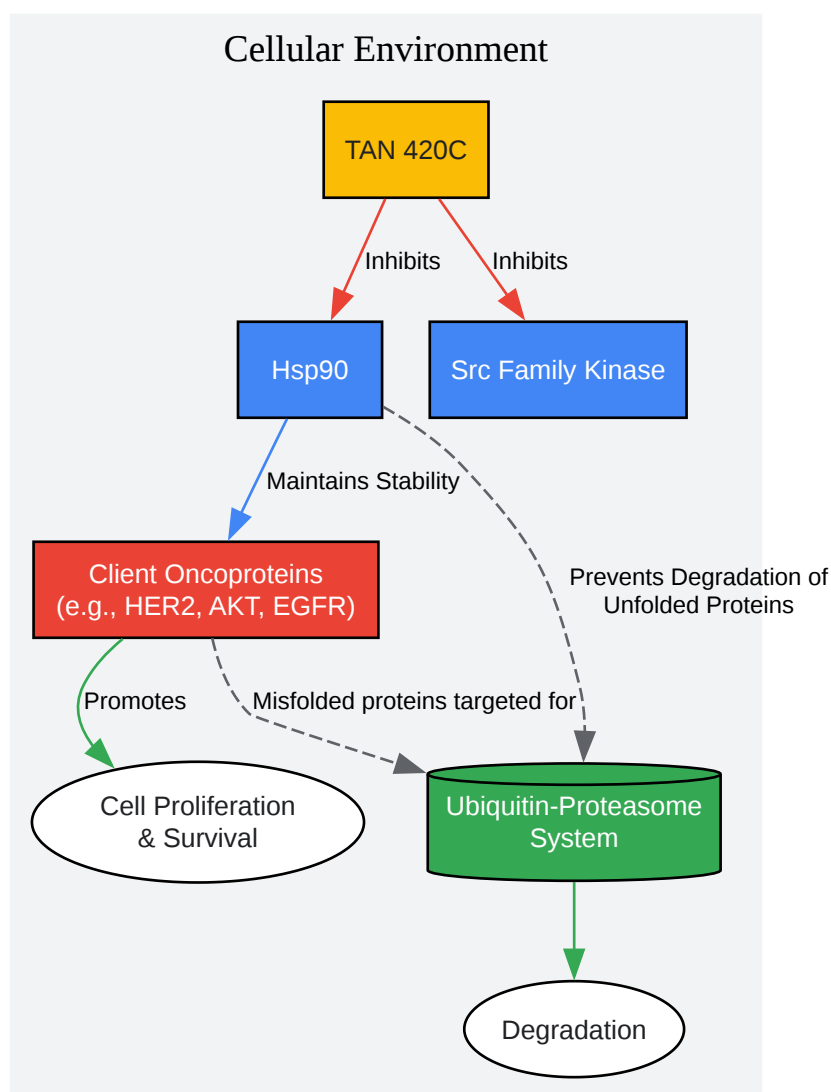 Cellular Environment
TAN 420C
Inhibits
Inhibits
Hsp90
Src Family Kinase
Maintains Stability
Client Oncoproteins
(e.g., HER2, AKT, EGFR)
Prevents Degradation of
Unfolded Proteins
Promotes
Misfolded proteins targeted for
Cell Proliferation
& Survival
Ubiquitin-Proteasome
System
Degradation